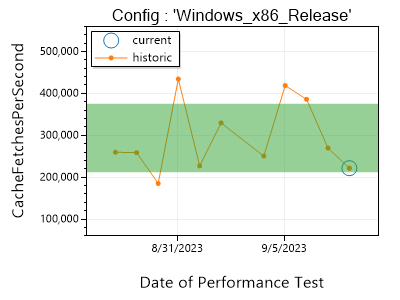 Config : 'Windows_x86_Release'
current
historic
500,000
400,000
300,000
200,000
100,000
CacheFetchesPerSecond
8/31/2023
9/5/2023
Date of Performance Test